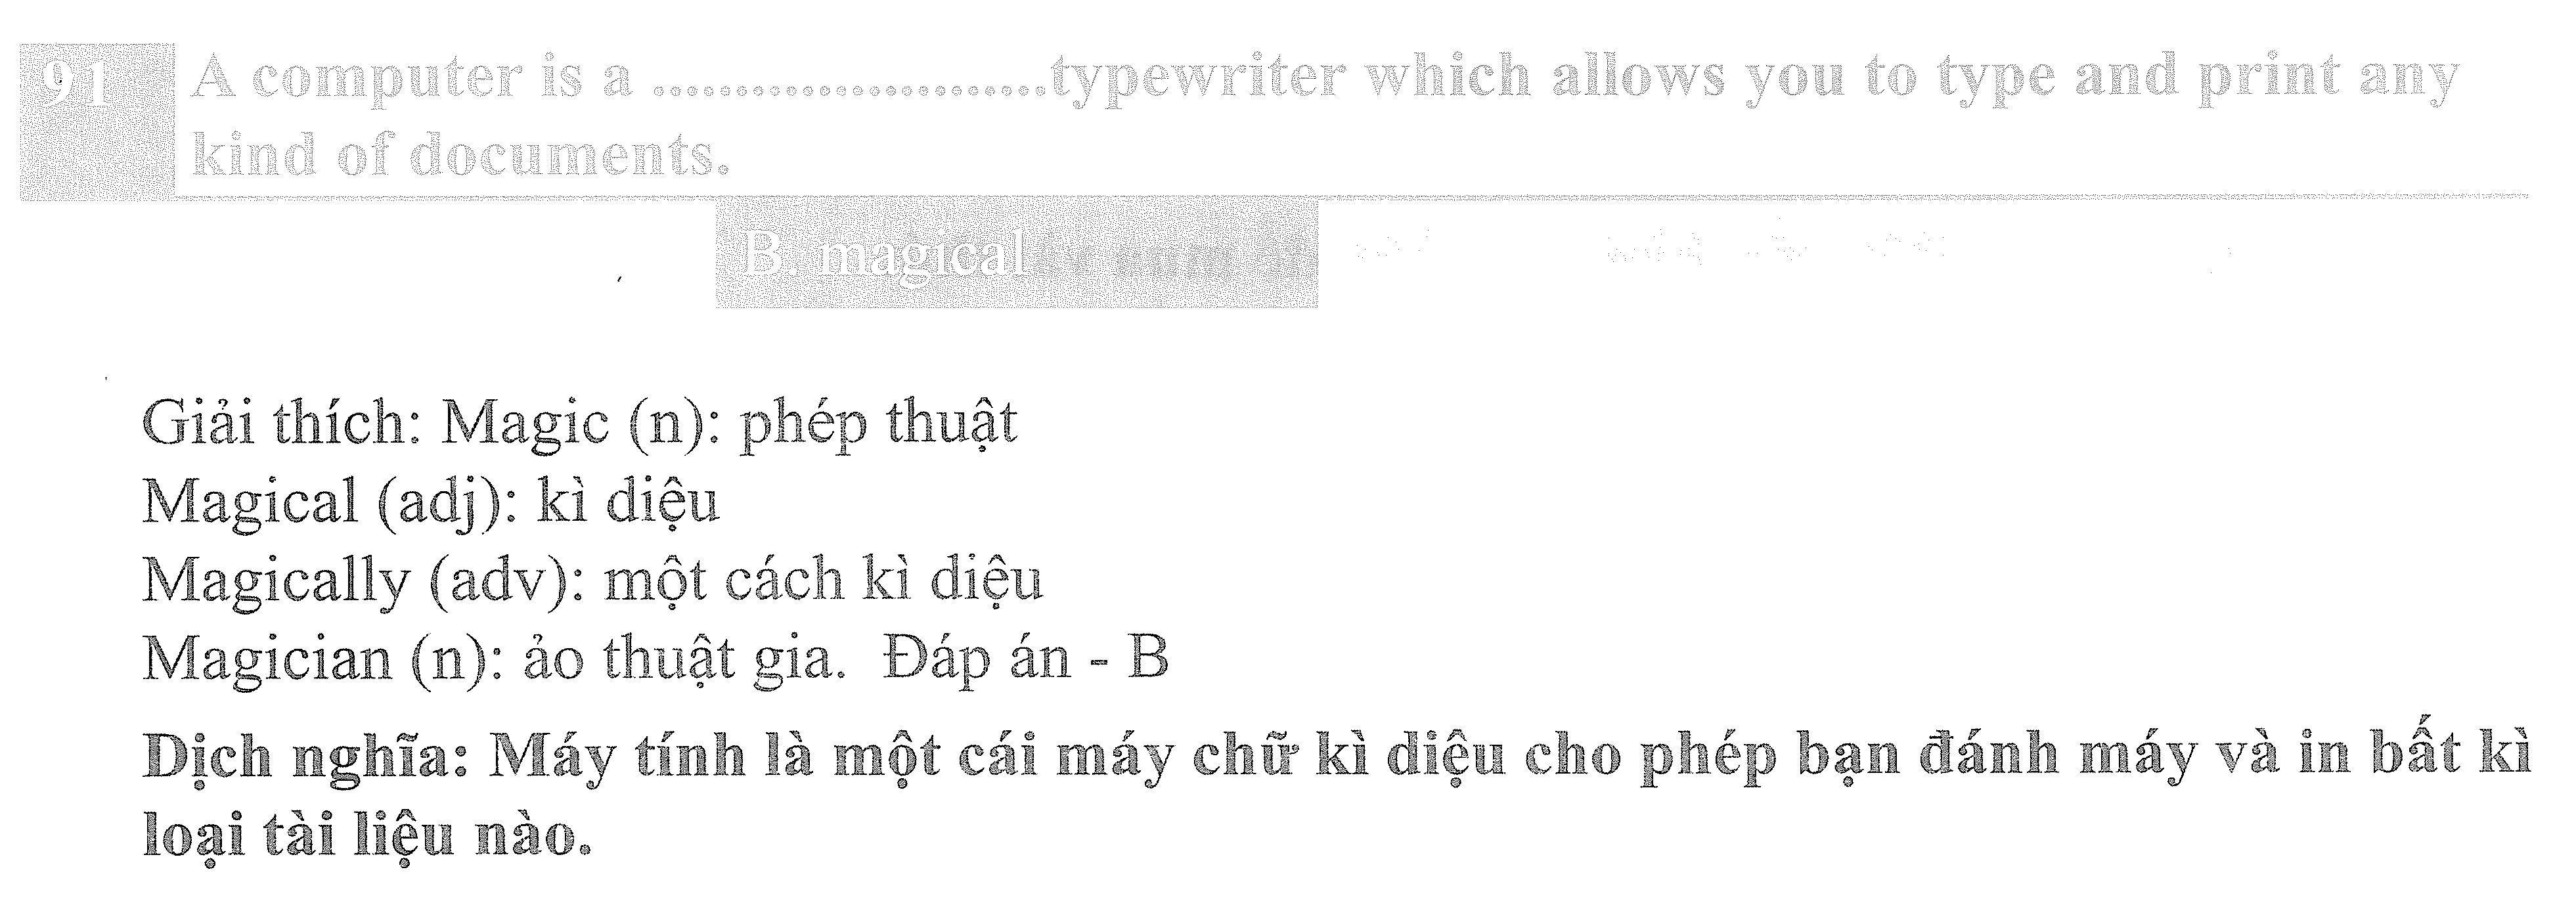 91 A computer is a ........................typewriter which allows you to type and print any
kind of documents.
B. magical
Giải thích: Magic (n): phép thuật
Magical (adj): kì diệu
Magically (adv): một cách kì diệu
Magician (n): ảo thuật gia. Đáp án - B
Dịch nghĩa: Máy tính là một cái máy chữ kì diệu cho phép bạn đánh máy và in bất kì
loại tài liệu nào.